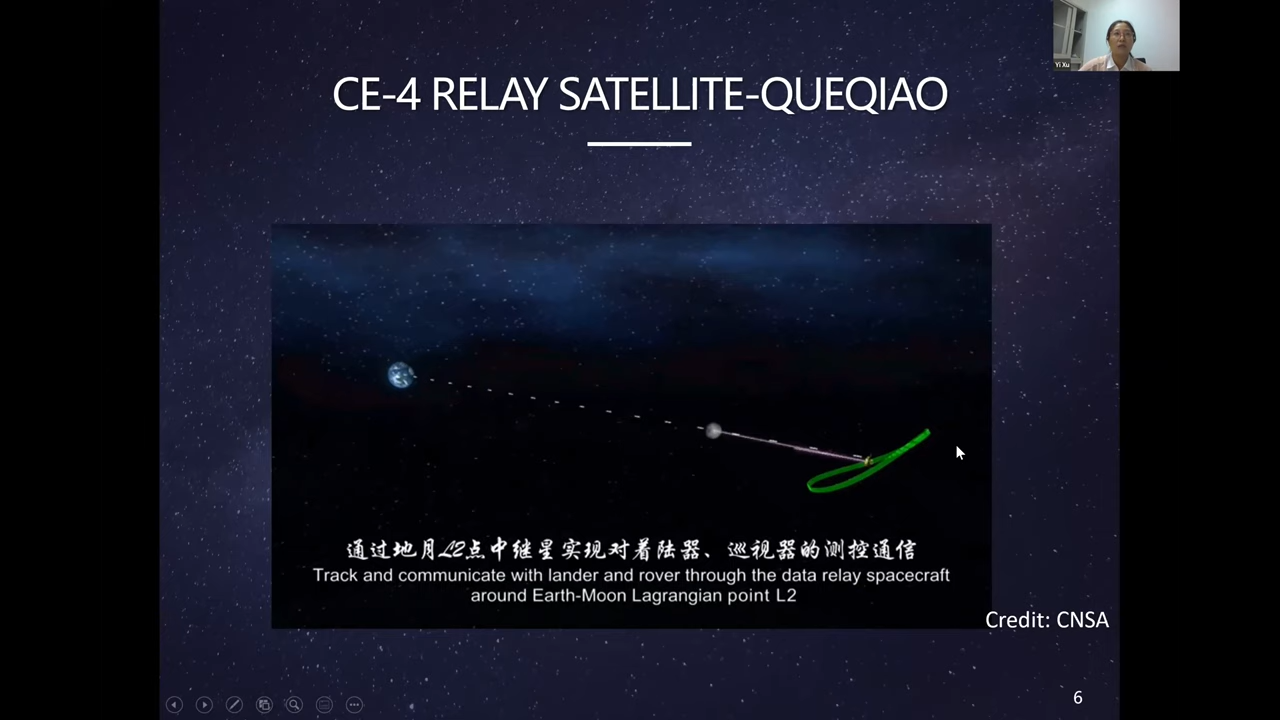 Yi Xu
CE-4 RELAY SATELLITE-QUEQIAO
通过地月L2点中继星实现对着陆器、巡视器的测控通信
Track and communicate with lander and rover through the data relay spacecraft
around Earth-Moon Lagrangian point L2
Credit: CNSA
6